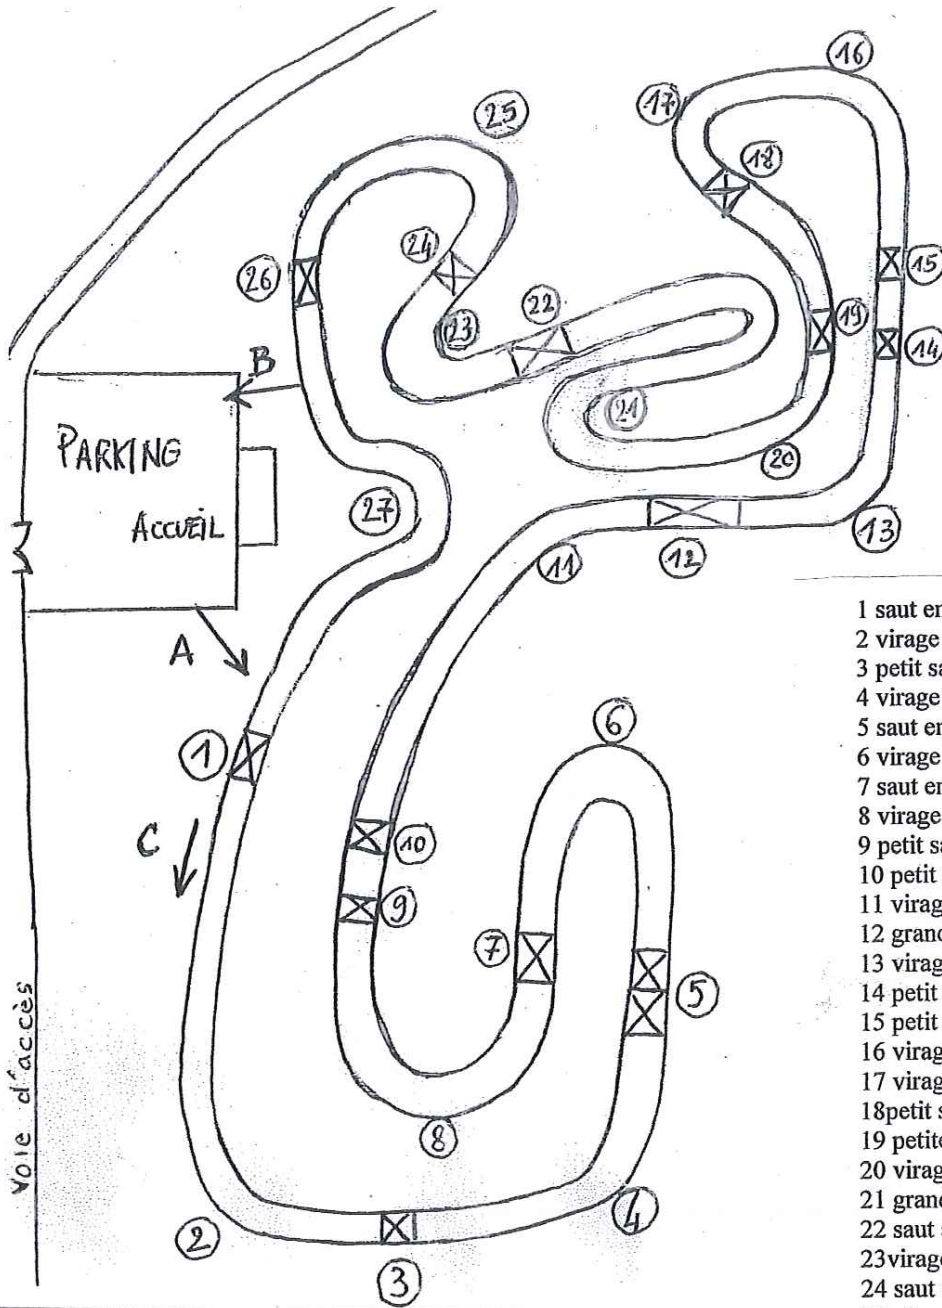 16
17
25
18
24
15
26
22
23
19
14
B
21
PARKING
20
27
ACCUEIL
13
11
12
A
1 saut en
2 virage
3 petit sa
4 virage
5 saut en
6 virage
7 saut en
8 virage
9 petit sa
10 petit
11 virag
12 grand
13 virag
14 petit
15 petit
16 virag
17 virag
18petit s
19 petite
20 virag
21 grand
22 saut
23virage
24 saut
6
1
C
10
9
7
5
Voie d'accès
8
4
2
3